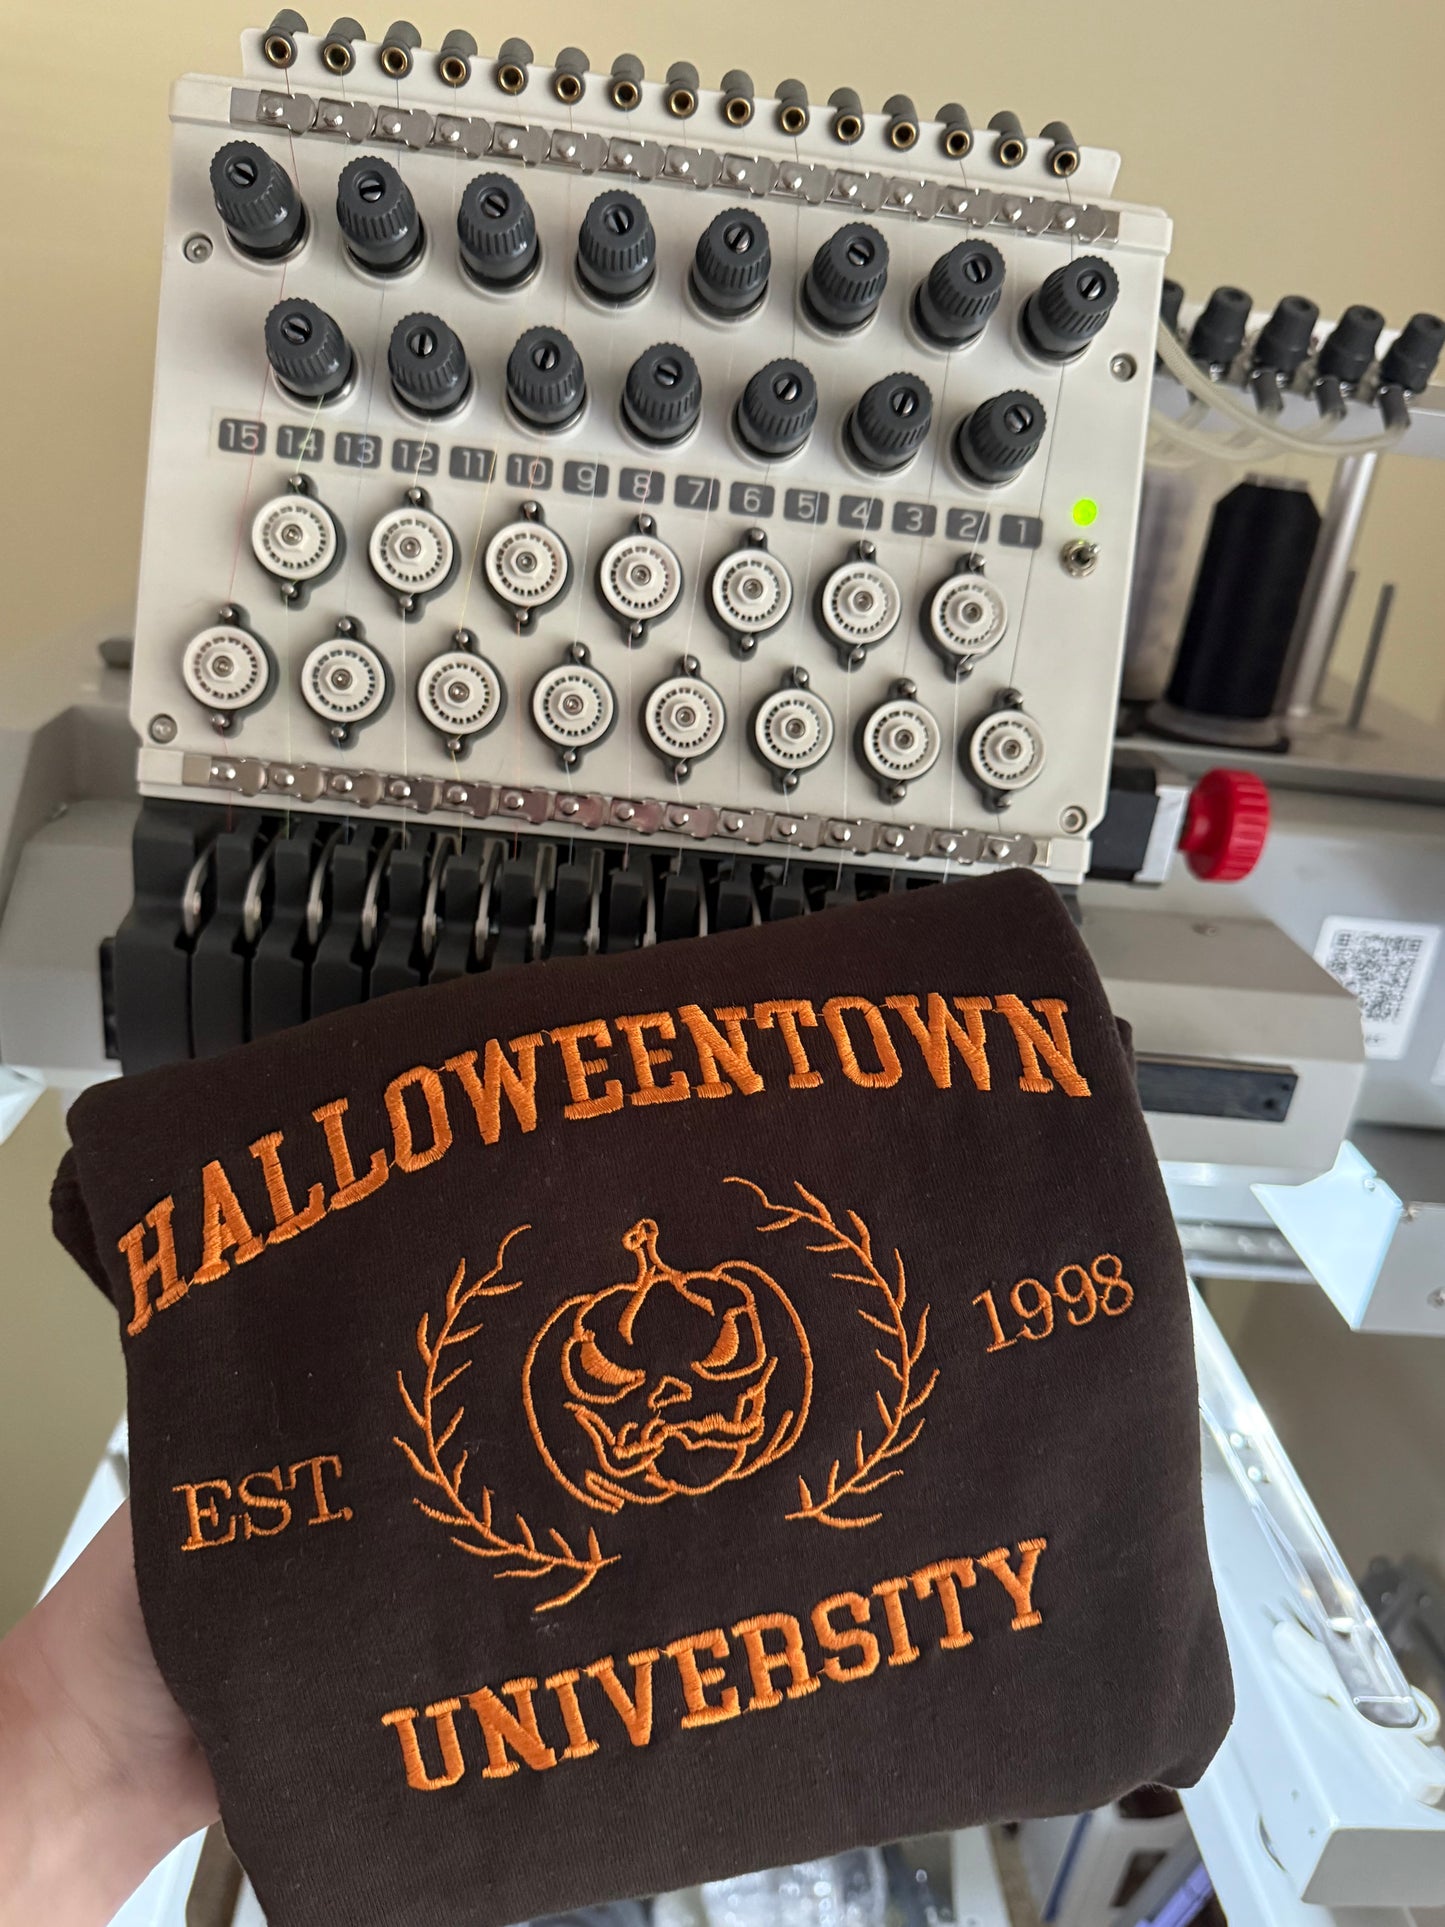 15 14 13 12 11 10 9 8 7 6 5 4 3 2 1
HALLOWEENTOWN
EST. 1998
UNIVERSITY